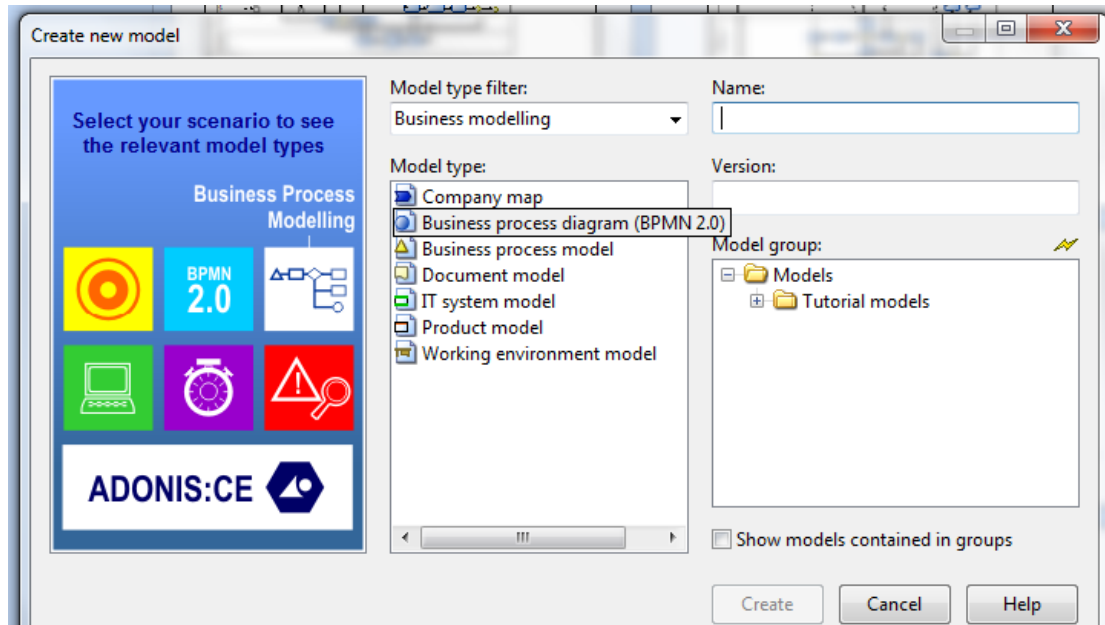 Create new model
Select your scenario to see
the relevant model types
Business Process
Modelling
BPMN
2.0
ADONIS:CE
Model type filter:
Business modelling
Model type:
Company map
Business process diagram (BPMN 2.0)
Business process model
Document model
IT system model
Product model
Working environment model
Name:
Version:
Model group:
Models
Tutorial models
Show models contained in groups
Create
Cancel
Help